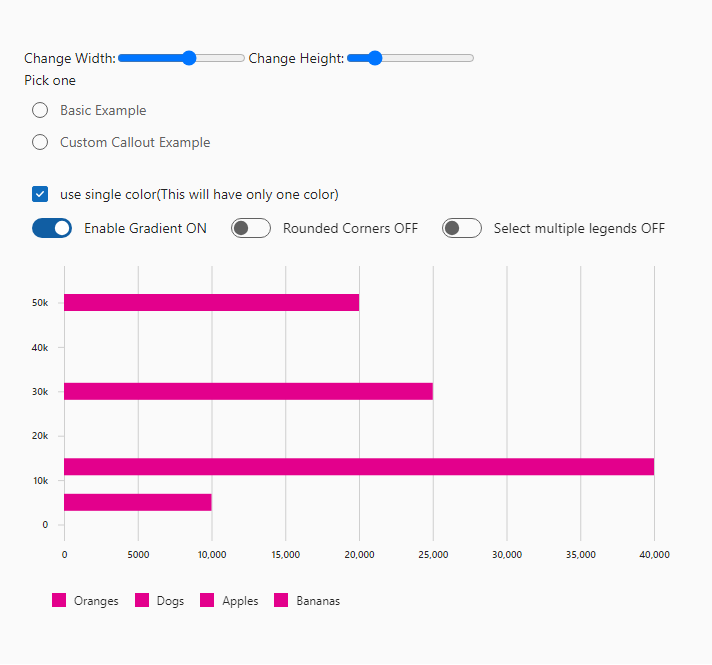 Change Width: Change Height:
Pick one
Basic Example
Custom Callout Example
use single color(This will have only one color)
Enable Gradient ON Rounded Corners OFF Select multiple legends OFF
50k
40k
30k
20k
10k
0
0 5000 10,000 15,000 20,000 25,000 30,000 35,000 40,000
Oranges Dogs Apples Bananas